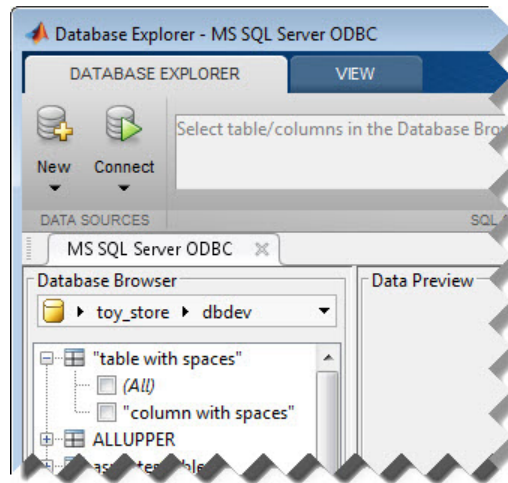 Database Explorer - MS SQL Server ODBC
DATABASE EXPLORER
VIEW
Select table/columns in the Database
New
Connect
DATA SOURCES
SQL
MS SQL Server ODBC
Database Browser
Data Preview
toy_store
dbdev
"table with spaces"
(All)
"column with spaces"
ALLUPPER